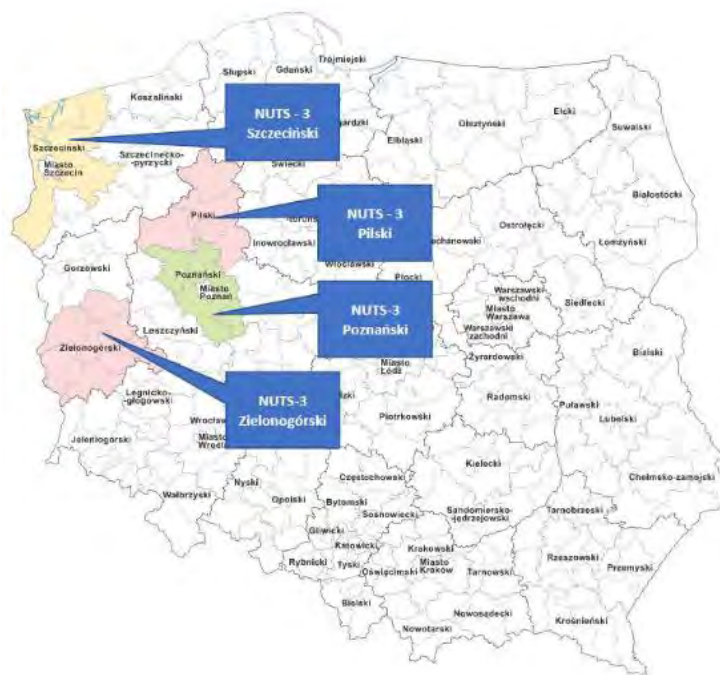 Trójmiejski
Słupski
Gdański
Koszaliński
NUTS - 3
Szczeciński
Elbląski
Olsztyński
Ełcki
Suwalski
Szczeciński
Miasto
Szczecin
Szczecinecko-
pyrzycki
Świecki
Białostocki
NUTS - 3
Pilski
Pilski
Inowrocławski
Ostrołęcki
Łomżyński
Włocławski
Płocki
Gorzowski
Poznański
Miasto
Poznań
NUTS-3
Poznański
Warszawski
wschodni
Miasto
Warszawa
Warszawski
zachodni
Siedlecki
Leszczyński
Zielonogórski
Żyrardowski
Bialski
Miasto
Łódź
NUTS-3
Zielonogórski
Legnicko-
głogowski
Piotrkowski
Radomski
Puławski
Lubelski
Jeleniogórski
Miasto
Kielecki
Chełmsko-zamojski
Wałbrzyski
Nyski
Opolski
Częstochowski
Bytomski
Sosnowiecki
Sandomiersko-
jędrzejowski
Tarnobrzeski
Gliwicki
Katowicki
Rybnicki
Tyski
Oświęcimski
Krakowski
Miasto
Kraków
Tarnowski
Rzeszowski
Przemyski
Bielski
Nowosądecki
Nowotarski
Krośnieński